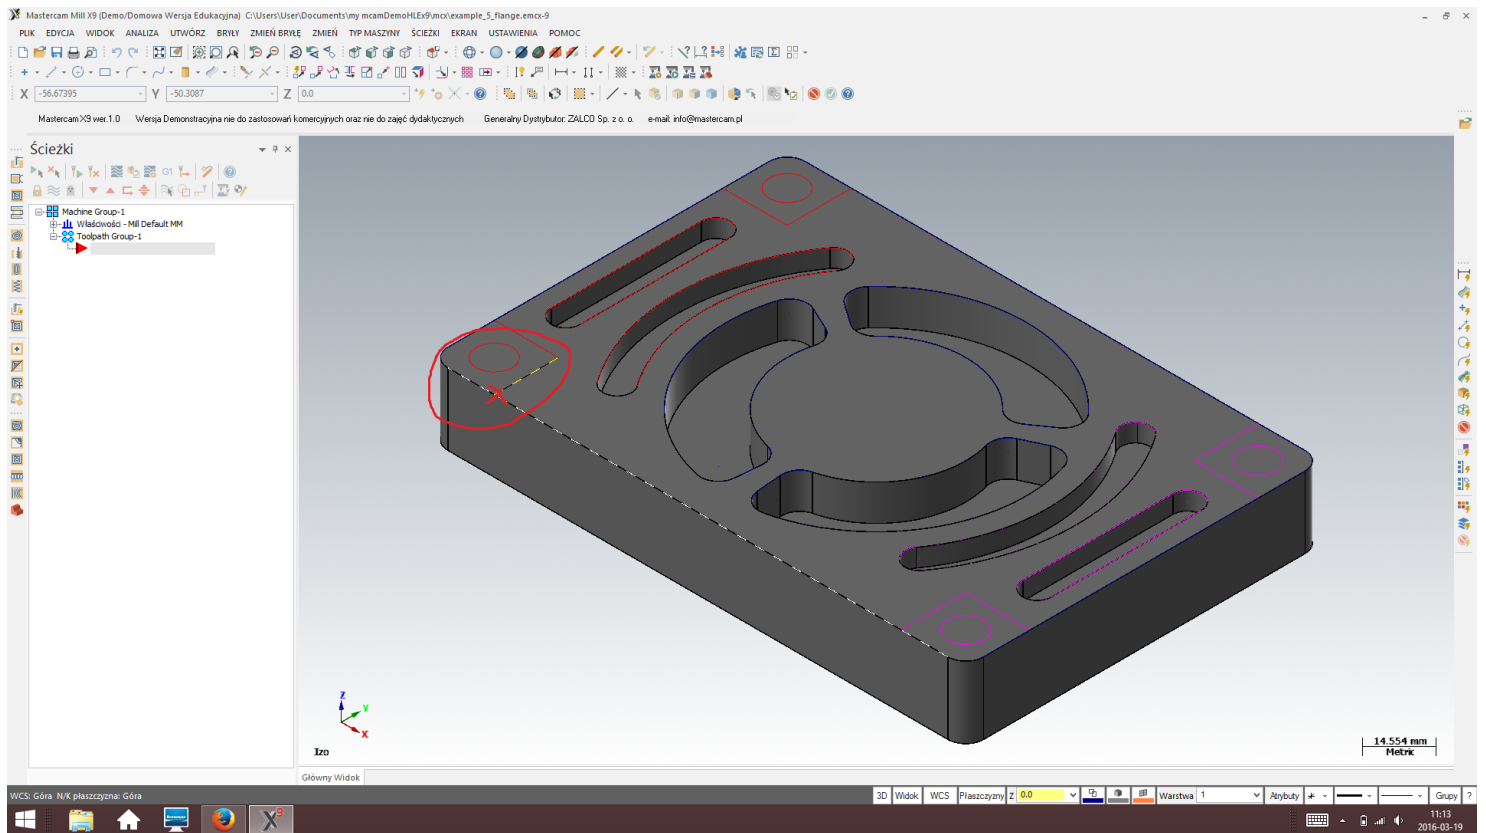 Mastercam Mill X9 (Demo/Domowa Wersja Edukacyjna) C:\Users\User\Documents\my mcamDemoHLEx9\mcx\example_5_flange.emcx-9
PLIK EDYCJA WIDOK ANALIZA UTWÓRZ BRYŁY ZMIEŃ BRYŁĘ ZMIEŃ TYP MASZYNY ŚCIEŻKI EKRAN USTAWIENIA POMOC
X -56.67395 Y -50.3087 Z 0.0
Mastercam X9 wer.1.0 Wersja Demonstracyjna nie do zastosowań komercyjnych oraz nie do zajęć dydaktycznych Generalny Dystrybutor: ZALCO Sp. z o. o. e-mail: info@mastercam.pl
Ścieżki
G1
Machine Group-1
Właściwości - Mill Default MM
Toolpath Group-1
Z
Y
X
Izo
14.554 mm
Metric
Główny Widok
WCS: Góra N/K płaszczyzna: Góra
3D Widok WCS Płaszczyzny Z 0.0 Warstwa 1 Atrybuty Grupy ?
X9
11:13
2016-03-19